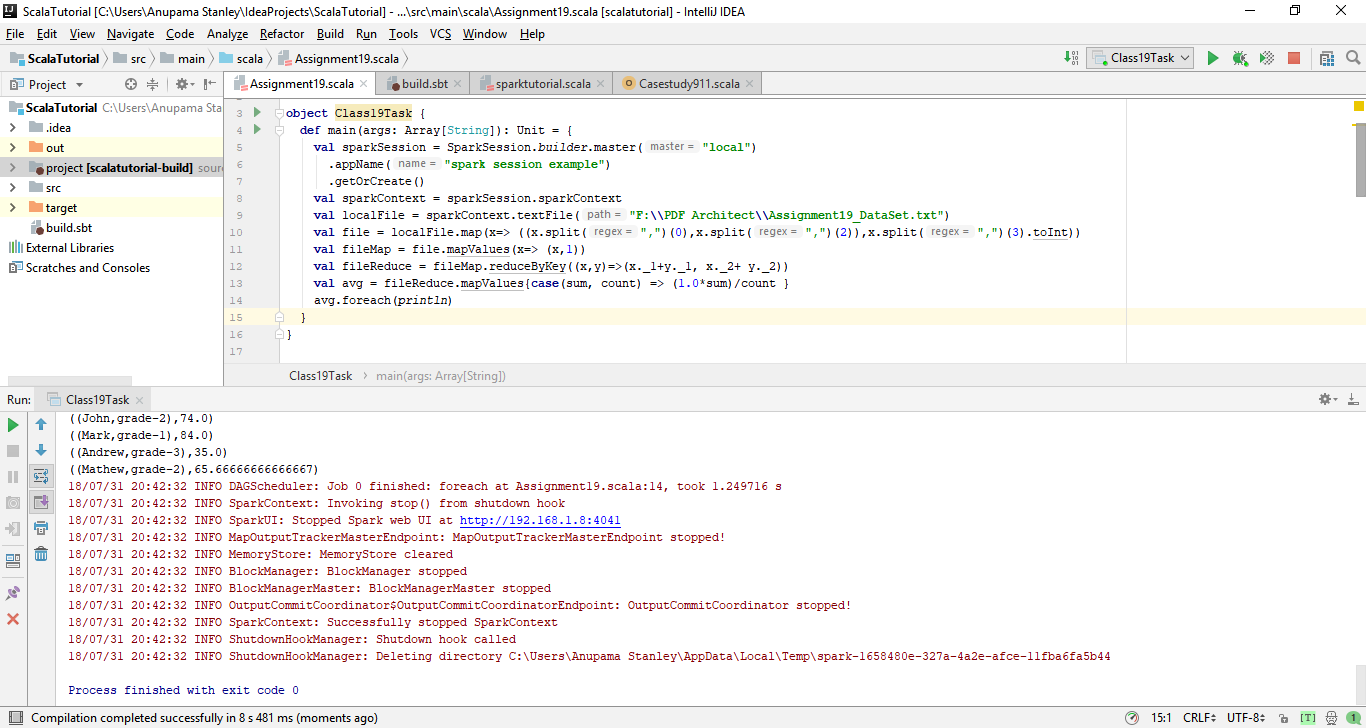 ScalaTutorial [C:\Users\Anupama Stanley\IdeaProjects\ScalaTutorial] - ...\src\main\scala\Assignment19.scala [scalatutorial] - IntelliJ IDEA
File Edit View Navigate Code Analyze Refactor Build Run Tools VCS Window Help
ScalaTutorial src main scala Assignment19.scala Class19Task
Project Assignment19.scala build.sbt sparktutorial.scala Casestudy911.scala
ScalaTutorial C:\Users\Anupama Sta
.idea
out
project [scalatutorial-build] sour
src
target
build.sbt
External Libraries
Scratches and Consoles
3 object Class19Task {
4 def main(args: Array[String]): Unit = {
5 val sparkSession = SparkSession.builder.master( master = "local")
6 .appName( name = "spark session example")
7 .getOrCreate()
8 val sparkContext = sparkSession.sparkContext
9 val localFile = sparkContext.textFile( path = "F:\\PDF Architect\\Assignment19_DataSet.txt")
10 val file = localFile.map(x=> ((x.split( regex = ",")(0),x.split( regex = ",")(2)),x.split( regex = ",")(3).toInt))
11 val fileMap = file.mapValues(x=> (x,1))
12 val fileReduce = fileMap.reduceByKey((x,y)=>(x._1+y._1, x._2+ y._2))
13 val avg = fileReduce.mapValues{case(sum, count) => (1.0*sum)/count }
14 avg.foreach(println)
15 }
16 }
17
Class19Task main(args: Array[String])
Run: Class19Task
((John,grade-2),74.0)
((Mark,grade-1),84.0)
((Andrew,grade-3),35.0)
((Mathew,grade-2),65.66666666666667)
18/07/31 20:42:32 INFO DAGScheduler: Job 0 finished: foreach at Assignment19.scala:14, took 1.249716 s
18/07/31 20:42:32 INFO SparkContext: Invoking stop() from shutdown hook
18/07/31 20:42:32 INFO SparkUI: Stopped Spark web UI at http://192.168.1.8:4041
18/07/31 20:42:32 INFO MapOutputTrackerMasterEndpoint: MapOutputTrackerMasterEndpoint stopped!
18/07/31 20:42:32 INFO MemoryStore: MemoryStore cleared
18/07/31 20:42:32 INFO BlockManager: BlockManager stopped
18/07/31 20:42:32 INFO BlockManagerMaster: BlockManagerMaster stopped
18/07/31 20:42:32 INFO OutputCommitCoordinator$OutputCommitCoordinatorEndpoint: OutputCommitCoordinator stopped!
18/07/31 20:42:32 INFO SparkContext: Successfully stopped SparkContext
18/07/31 20:42:32 INFO ShutdownHookManager: Shutdown hook called
18/07/31 20:42:32 INFO ShutdownHookManager: Deleting directory C:\Users\Anupama Stanley\AppData\Local\Temp\spark-1658480e-327a-4a2e-afce-11fba6fa5b44
Process finished with exit code 0
Compilation completed successfully in 8 s 481 ms (moments ago) 15:1 CRLF UTF-8 [T] 1